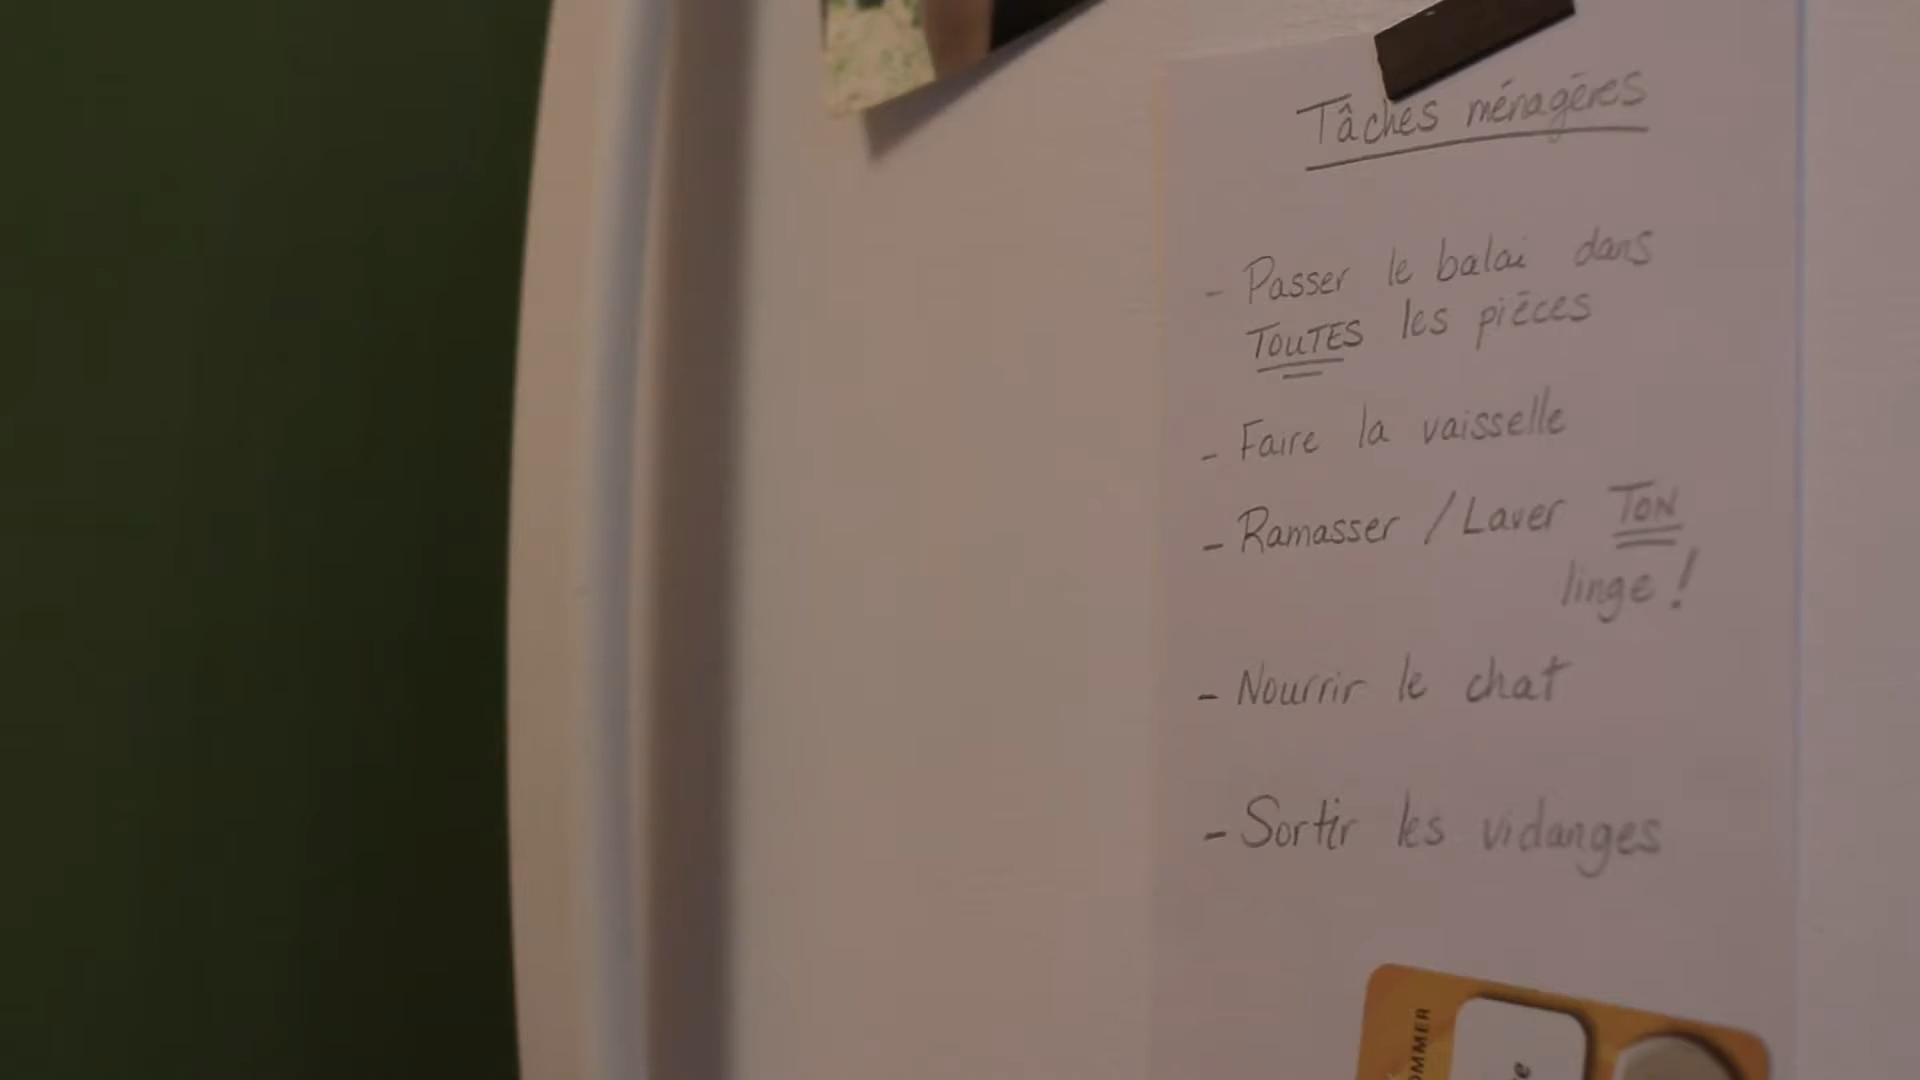 Tâches ménagères
- Passer le balai dans
TOUTES les pièces
- Faire la vaisselle
- Ramasser / Laver TON
linge !
- Nourrir le chat
- Sortir les vidanges